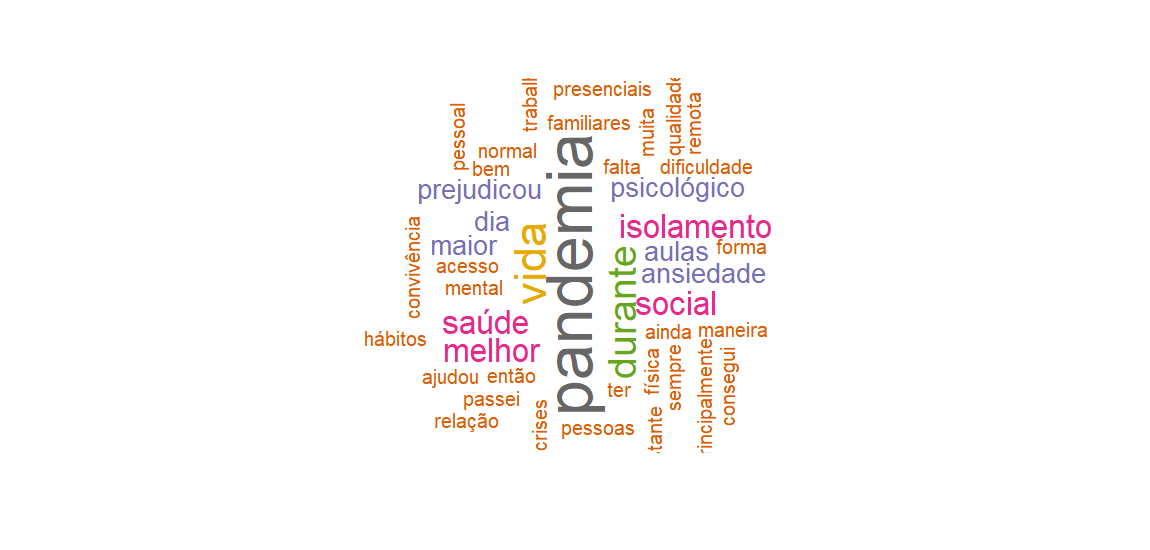 presenciais
traball
qualidade
remota
pessoal
familiares
muita
normal
bem
falta
dificuldade
prejudicou
pandemia
psicológico
dia
vida
isolamento
convivência
maior
durante
aulas
forma
acesso
ansiedade
mental
saúde
social
hábitos
melhor
ainda
maneira
ajudou
então
física
sempre
rincipalmente
consegui
passei
ter
relação
crises
pessoas
tante